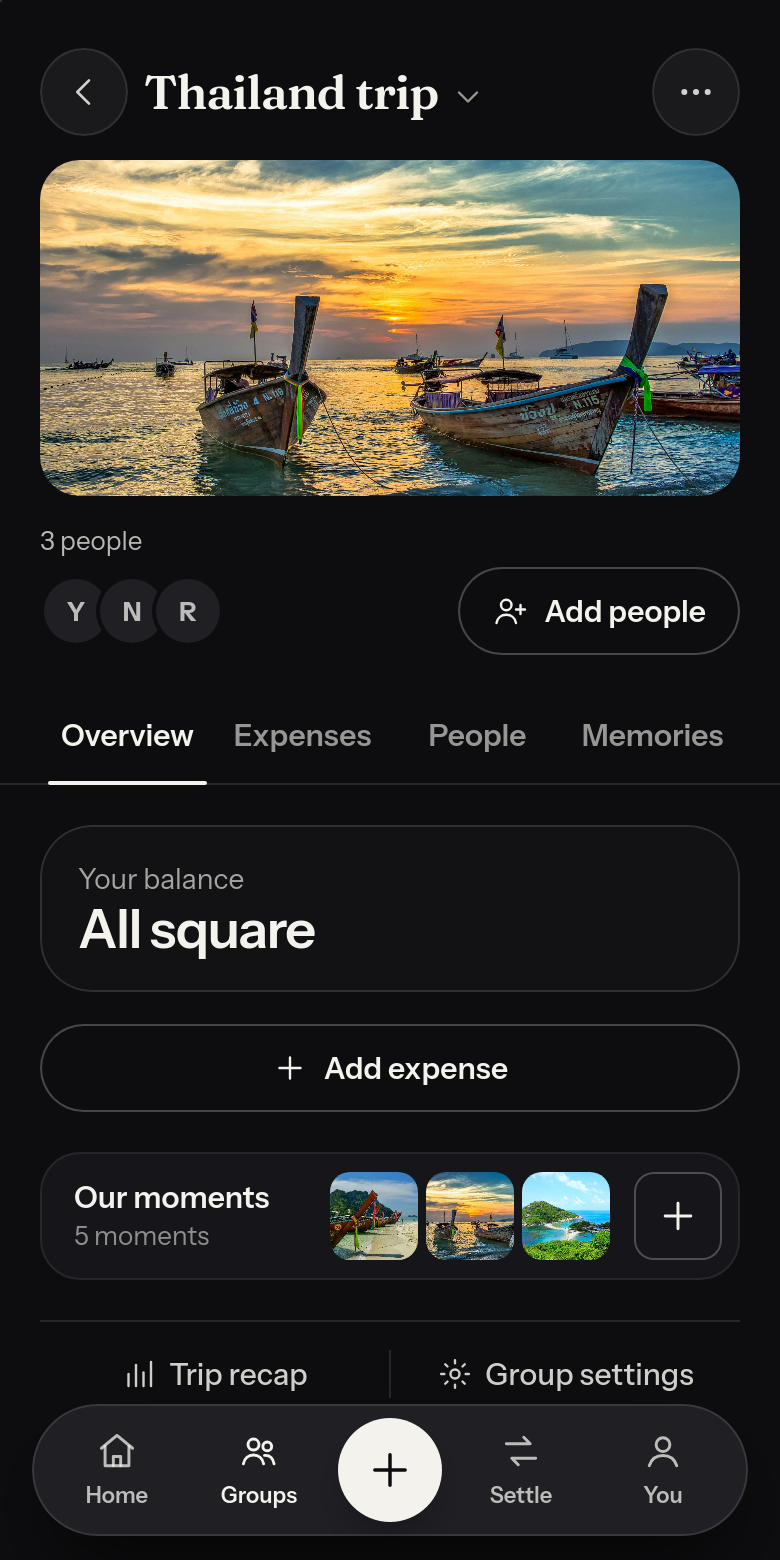 Thailand trip
3 people
Y N R
Add people
Overview Expenses People Memories
Your balance
All square
Add expense
Our moments
5 moments
Trip recap
Group settings
Home Groups Settle You